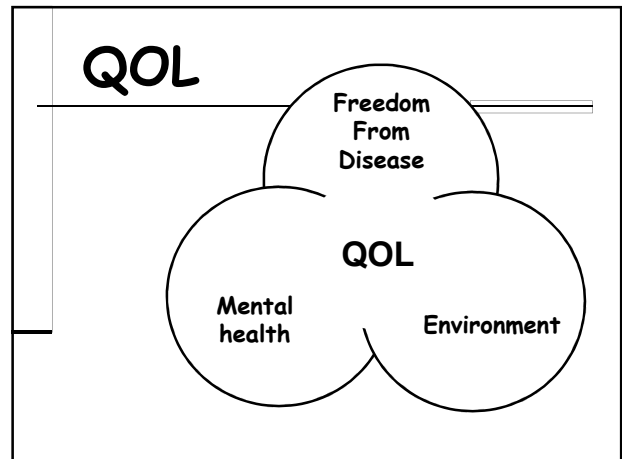 QOL
Freedom
From
Disease
QOL
Mental
health
Environment